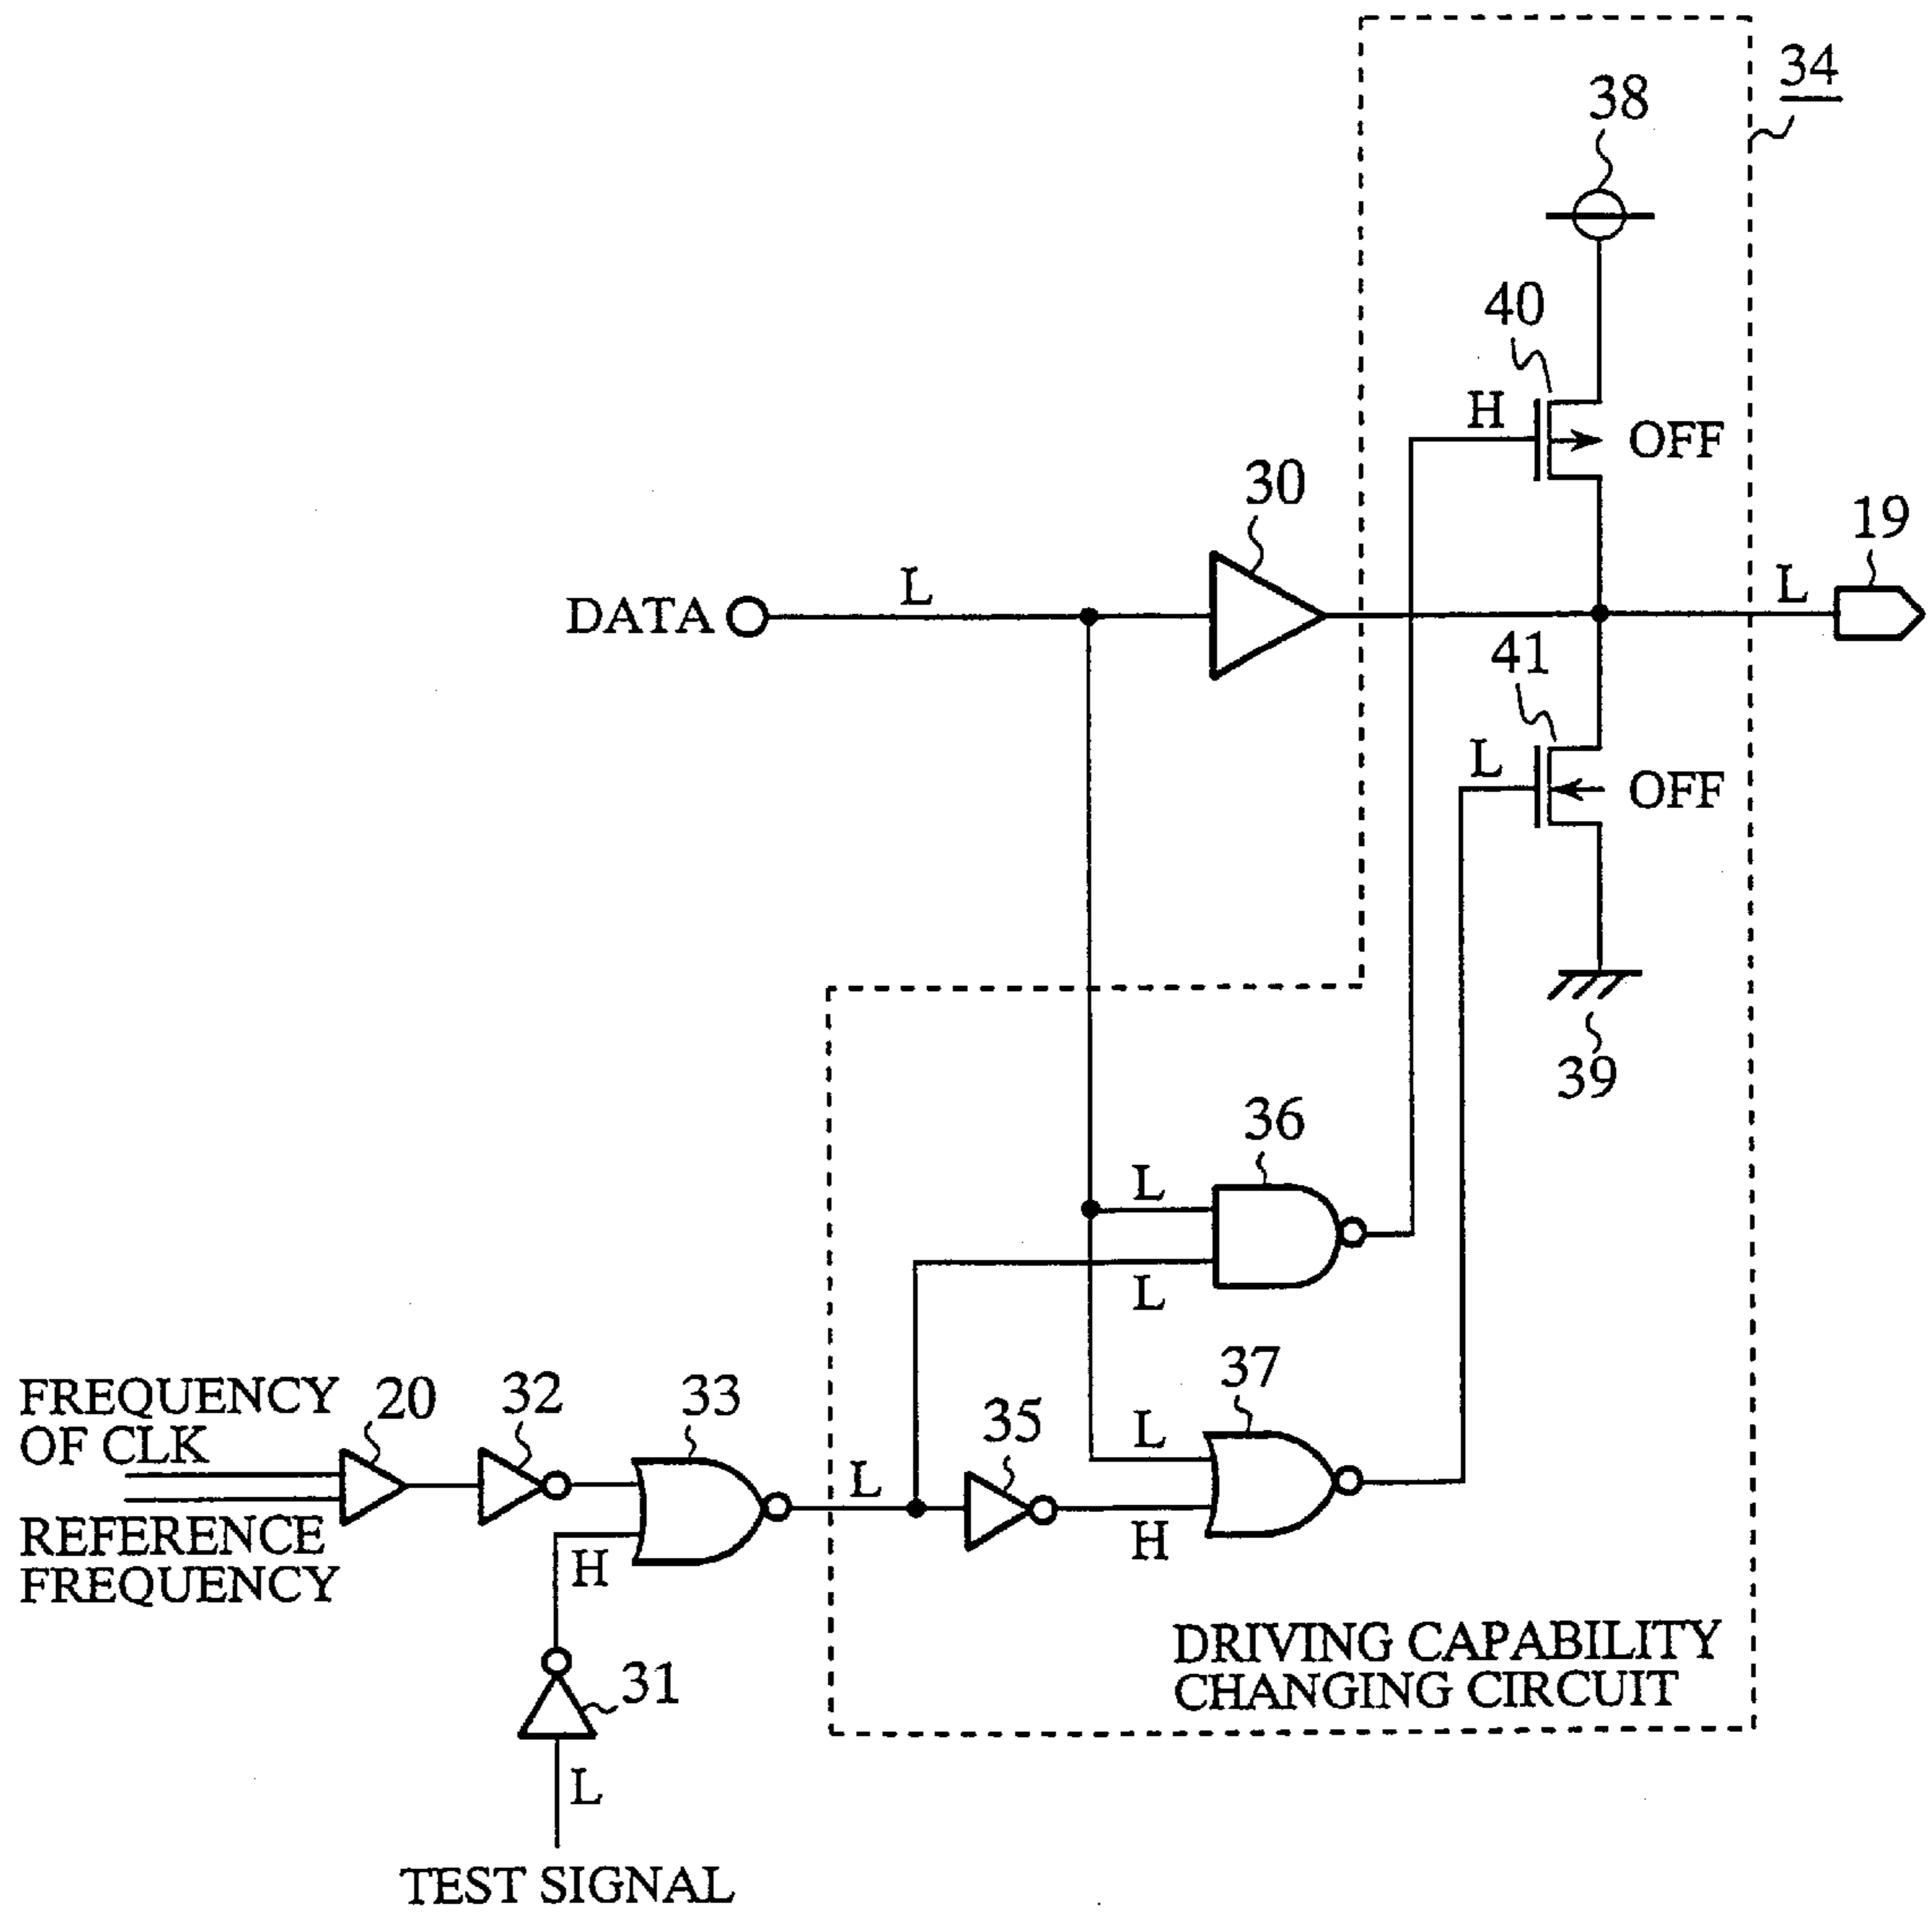 34
38
40
H
OFF
30
19
L
DATA
L
41
L
OFF
39
36
L
L
FREQUENCY
OF CLK
20
32
33
35
37
L
L
H
REFERENCE
FREQUENCY
H
31
L
TEST SIGNAL
DRIVING CAPABILITY
CHANGING CIRCUIT